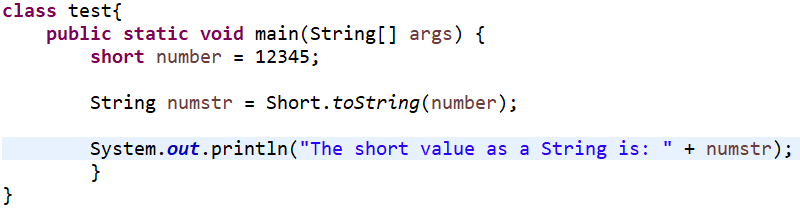 class test{
    public static void main(String[] args) {
        short number = 12345;

        String numstr = Short.toString(number);

        System.out.println("The short value as a String is: " + numstr);
        }
}